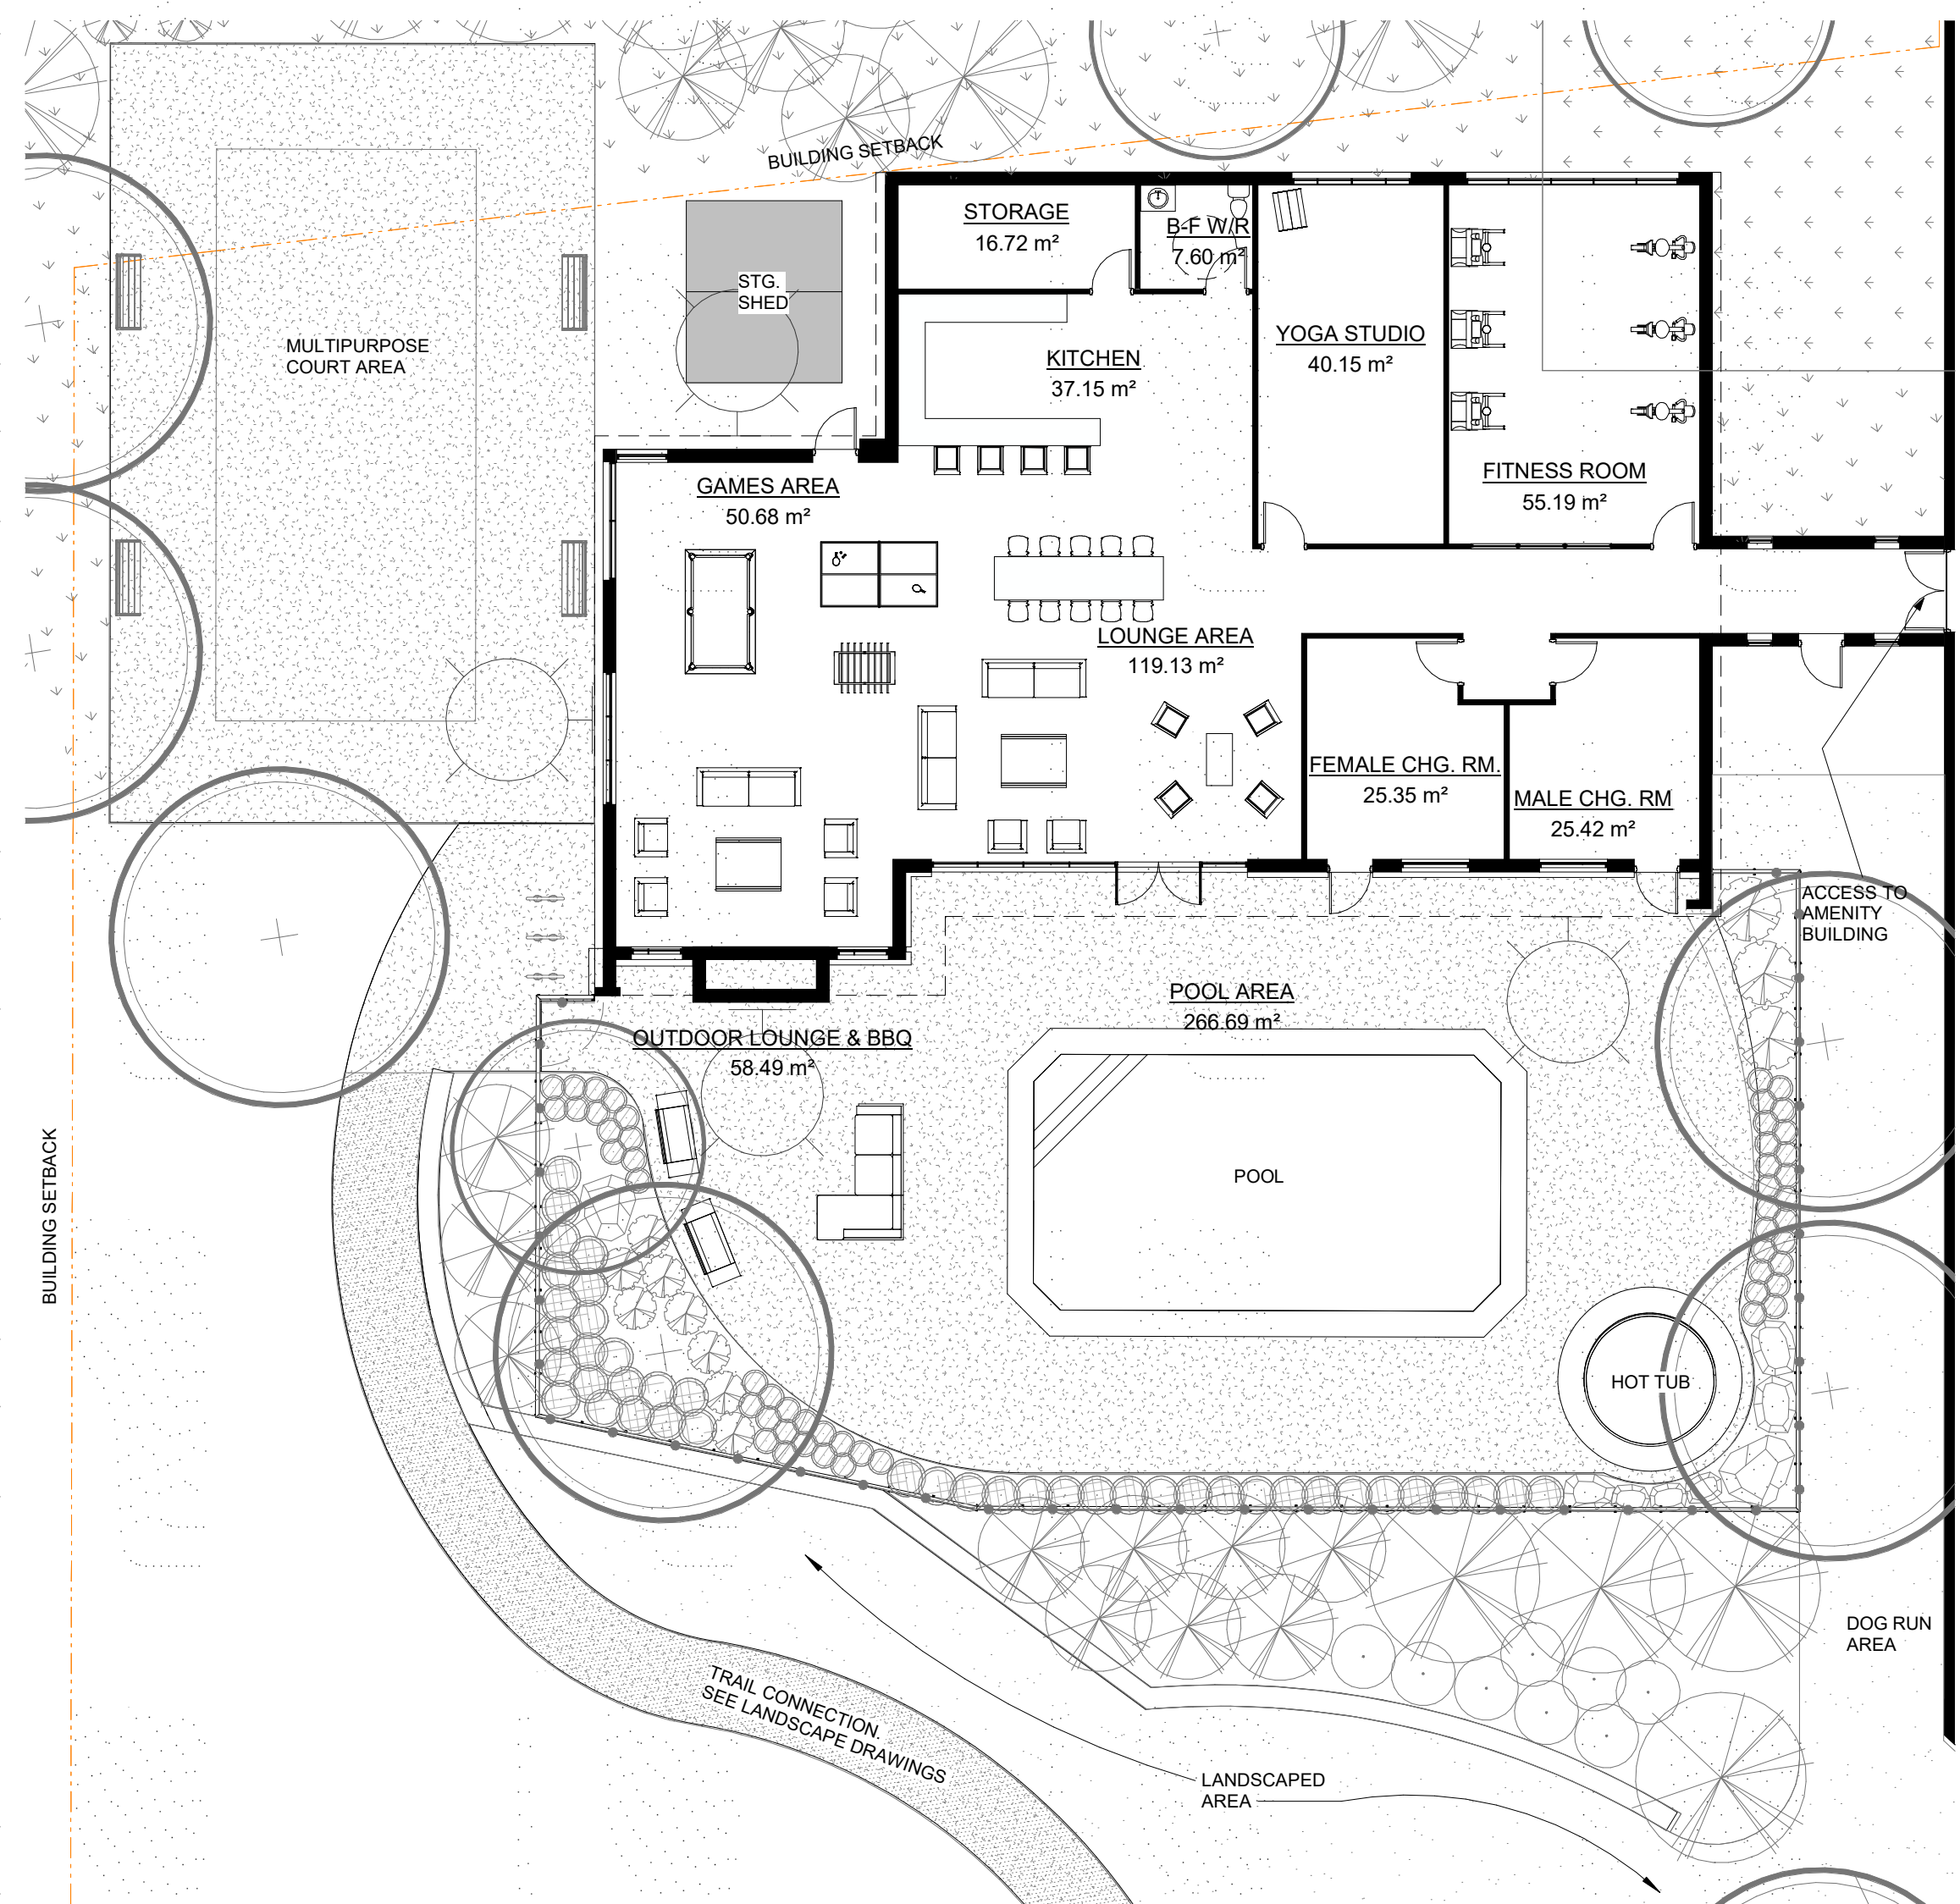 BUILDING SETBACK
STORAGE
16.72 m²
B-F W/R
7.60 m²
STG.
SHED
MULTIPURPOSE
COURT AREA
YOGA STUDIO
40.15 m²
KITCHEN
37.15 m²
FITNESS ROOM
55.19 m²
GAMES AREA
50.68 m²
LOUNGE AREA
119.13 m²
FEMALE CHG. RM.
25.35 m²
MALE CHG. RM
25.42 m²
ACCESS TO
AMENITY
BUILDING
POOL AREA
266.69 m²
OUTDOOR LOUNGE & BBQ
58.49 m²
POOL
BUILDING SETBACK
HOT TUB
DOG RUN
AREA
TRAIL CONNECTION.
SEE LANDSCAPE DRAWINGS
LANDSCAPED
AREA